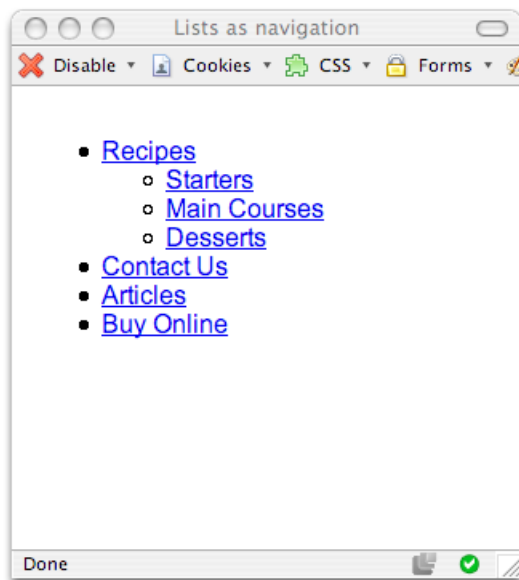 Lists as navigation
Disable Cookies CSS Forms
Recipes
Starters
Main Courses
Desserts
Contact Us
Articles
Buy Online
Done